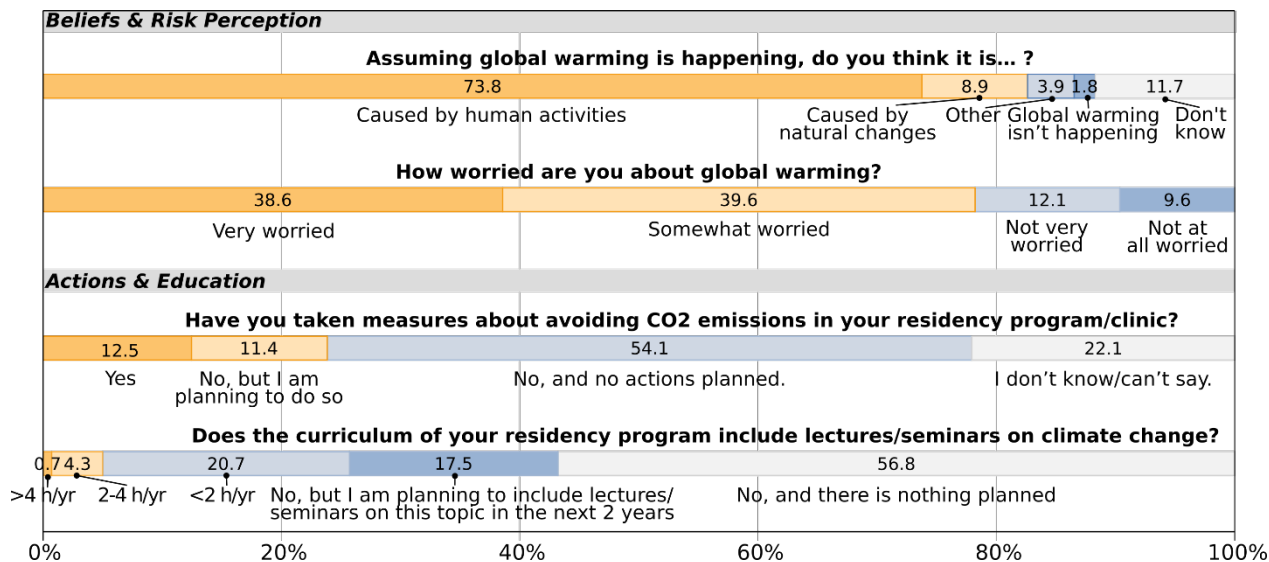 Beliefs & Risk Perception
Assuming global warming is happening, do you think it is... ?
73.8 8.9 3.9 1.8 11.7
Caused by human activities Caused by Other Global warming Don't
natural changes isn’t happening know
How worried are you about global warming?
38.6 39.6 12.1 9.6
Very worried Somewhat worried Not very Not at
worried all worried
Actions & Education
Have you taken measures about avoiding CO2 emissions in your residency program/clinic?
12.5 11.4 54.1 22.1
Yes No, but I am No, and no actions planned. I don’t know/can’t say.
planning to do so
Does the curriculum of your residency program include lectures/seminars on climate change?
0.7 4.3 20.7 17.5 56.8
>4 h/yr 2-4 h/yr <2 h/yr No, but I am planning to include lectures/ No, and there is nothing planned
seminars on this topic in the next 2 years
0% 20% 40% 60% 80% 100%